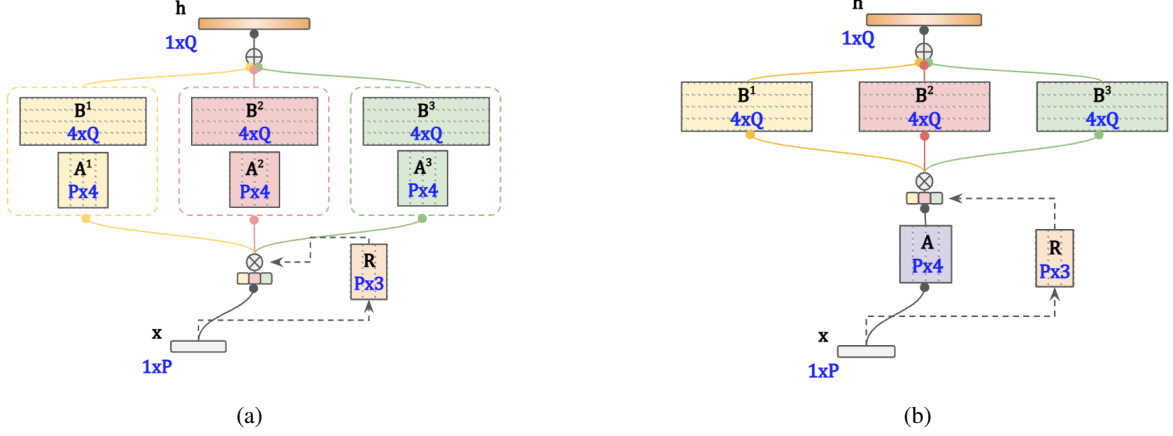 h
1xQ
B¹
4xQ
B²
4xQ
B³
4xQ
A¹
Px4
A²
Px4
A³
Px4
R
Px3
x
1xP
(a)
h
1xQ
B¹
4xQ
B²
4xQ
B³
4xQ
A
Px4
R
Px3
x
1xP
(b)